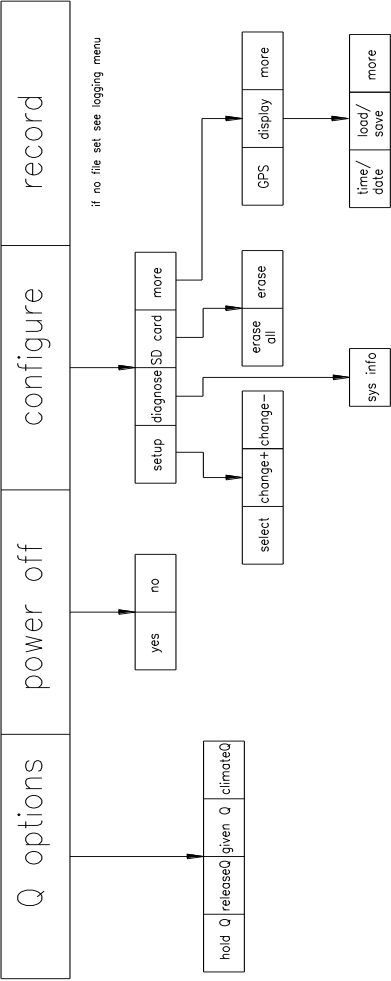 Q options
power off
configure
record
if no file set see logging menu
yes
no
setup
diagnose
SD card
more
hold Q
releaseQ
given Q
climateQ
select
change+
change-
erase
all
erase
GPS
display
more
sys info
time/
date
load/
save
more